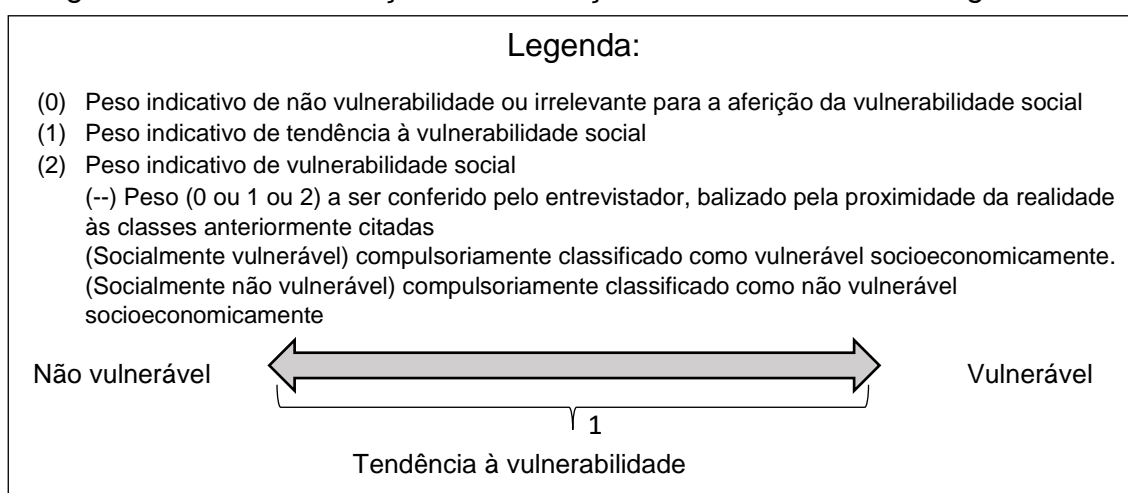 Legenda:
(0) Peso indicativo de não vulnerabilidade ou irrelevante para a aferição da vulnerabilidade social
(1) Peso indicativo de tendência à vulnerabilidade social
(2) Peso indicativo de vulnerabilidade social
(--) Peso (0 ou 1 ou 2) a ser conferido pelo entrevistador, balizado pela proximidade da realidade
às classes anteriormente citadas
(Socialmente vulnerável) compulsoriamente classificado como vulnerável socioeconomicamente.
(Socialmente não vulnerável) compulsoriamente classificado como não vulnerável
socioeconomicamente
Não vulnerável
Vulnerável
1
Tendência à vulnerabilidade